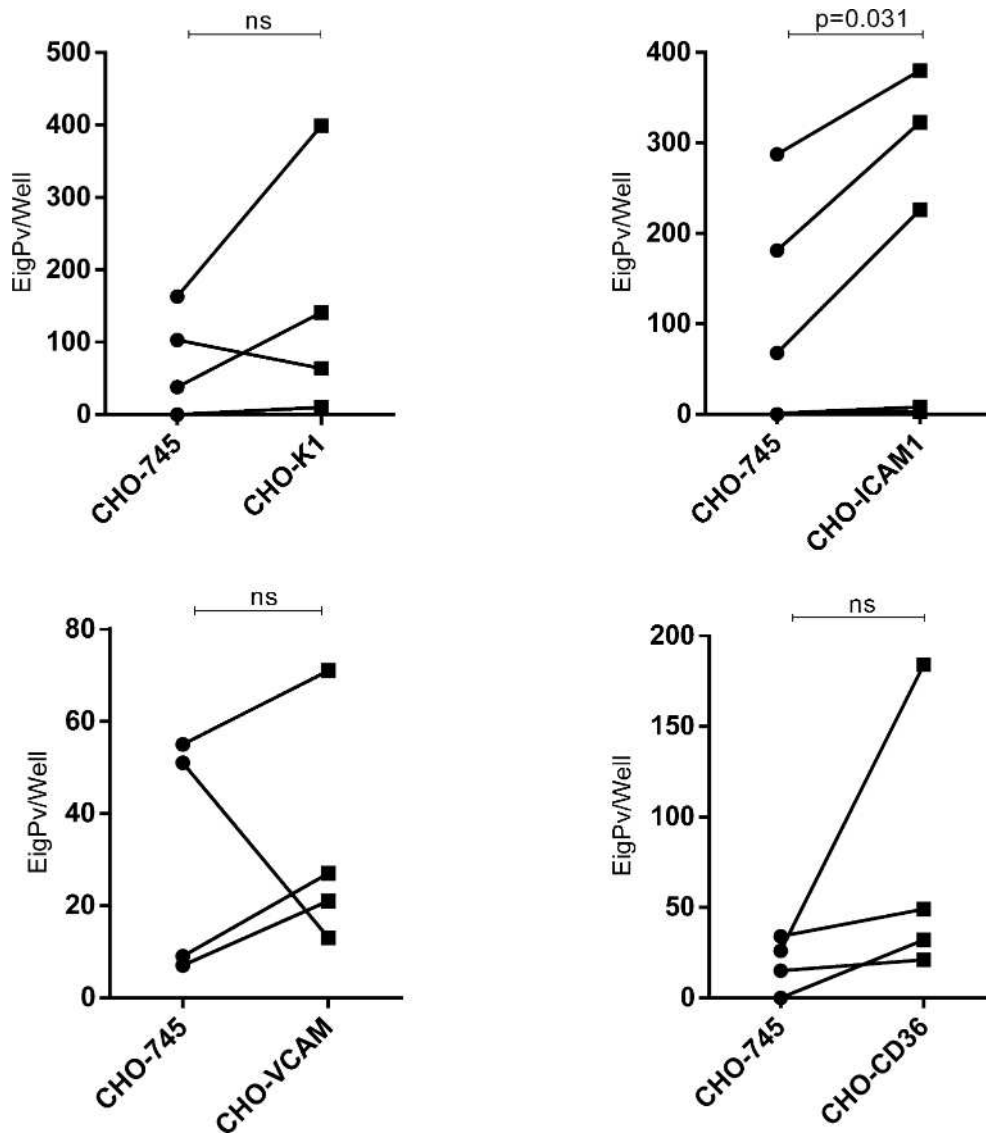 ns
500
400
300
200
100
0
EigPv/Well
CHO-745
CHO-K1
p=0.031
400
300
200
100
0
EigPv/Well
CHO-745
CHO-ICAM1
ns
80
60
40
20
0
EigPv/Well
CHO-745
CHO-VCAM
ns
200
150
100
50
0
EigPv/Well
CHO-745
CHO-CD36